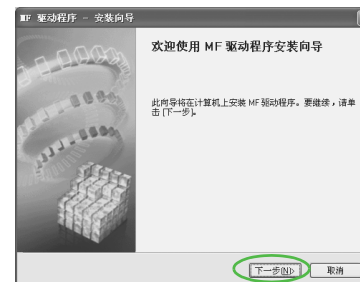 MF 驱动程序 - 安装向导
欢迎使用 MF 驱动程序安装向导
此向导将在计算机上安装 MF 驱动程序。要继续，请单
击 [下一步]。
下一步(N)>
取消